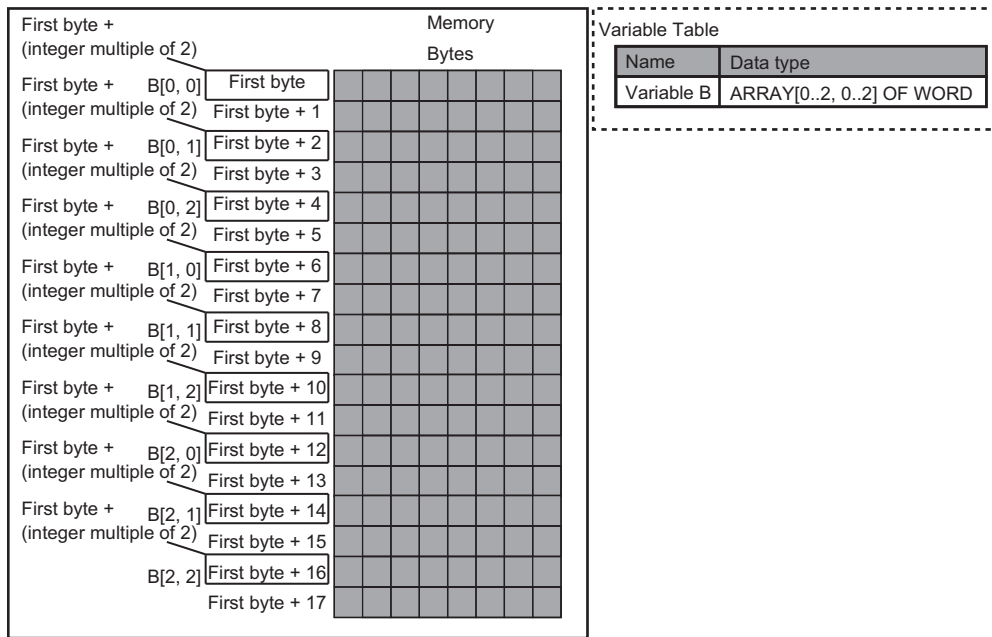 First byte +
(integer multiple of 2)
Memory
Bytes
First byte +
(integer multiple of 2)
B[0, 0]
First byte
First byte + 1
First byte +
(integer multiple of 2)
B[0, 1]
First byte + 2
First byte + 3
First byte +
(integer multiple of 2)
B[0, 2]
First byte + 4
First byte + 5
First byte +
(integer multiple of 2)
B[1, 0]
First byte + 6
First byte + 7
First byte +
(integer multiple of 2)
B[1, 1]
First byte + 8
First byte + 9
First byte +
(integer multiple of 2)
B[1, 2]
First byte + 10
First byte + 11
First byte +
(integer multiple of 2)
B[2, 0]
First byte + 12
First byte + 13
First byte +
(integer multiple of 2)
B[2, 1]
First byte + 14
First byte + 15
B[2, 2]
First byte + 16
First byte + 17
Variable Table
Name Data type
Variable B ARRAY[0..2, 0..2] OF WORD